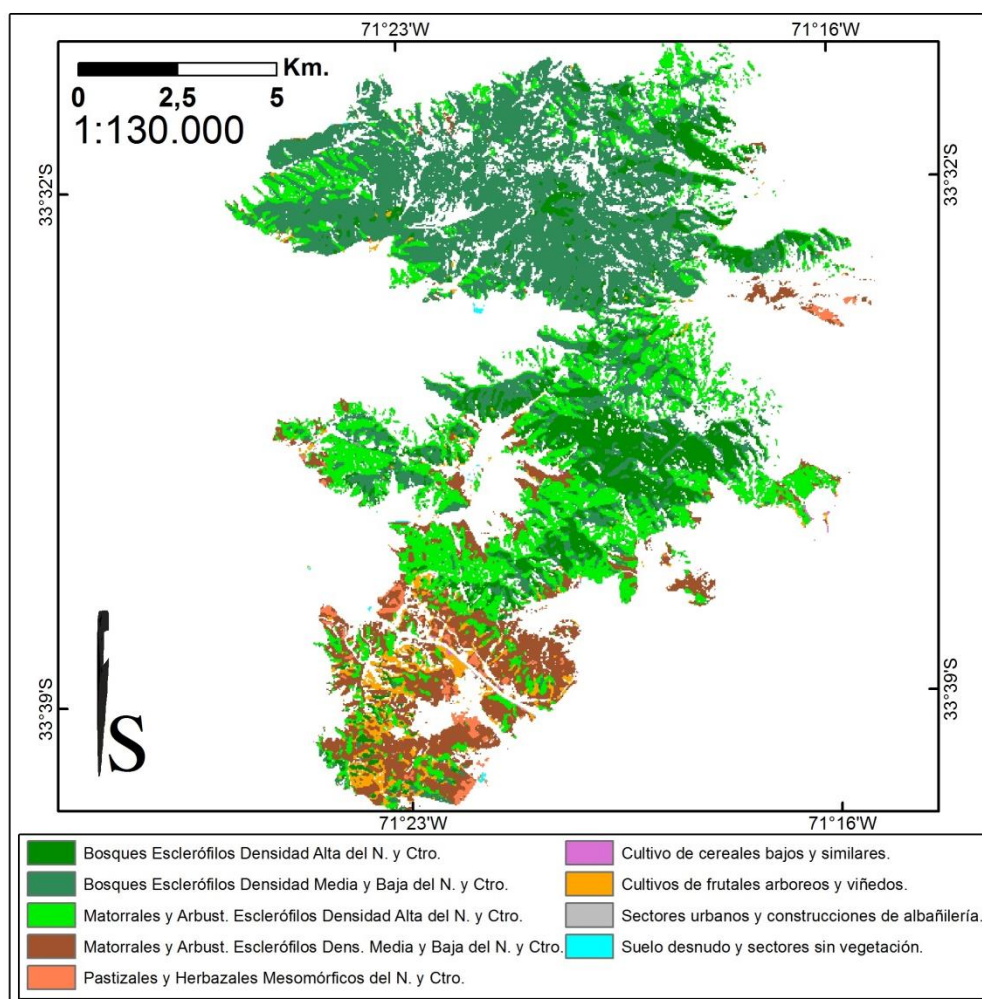 71°23'W
71°16'W
Km.
0
2,5
5
1:130.000
33°32'S
33°32'S
33°39'S
33°39'S
S
71°23'W
71°16'W
Bosques Esclerófilos Densidad Alta del N. y Ctro.
Bosques Esclerófilos Densidad Media y Baja del N. y Ctro.
Matorrales y Arbust. Esclerófilos Densidad Alta del N. y Ctro.
Matorrales y Arbust. Esclerófilos Dens. Media y Baja del N. y Ctro.
Pastizales y Herbazales Mesomórficos del N. y Ctro.
Cultivo de cereales bajos y similares.
Cultivos de frutales arboreos y viñedos.
Sectores urbanos y construcciones de albañilería.
Suelo desnudo y sectores sin vegetación.